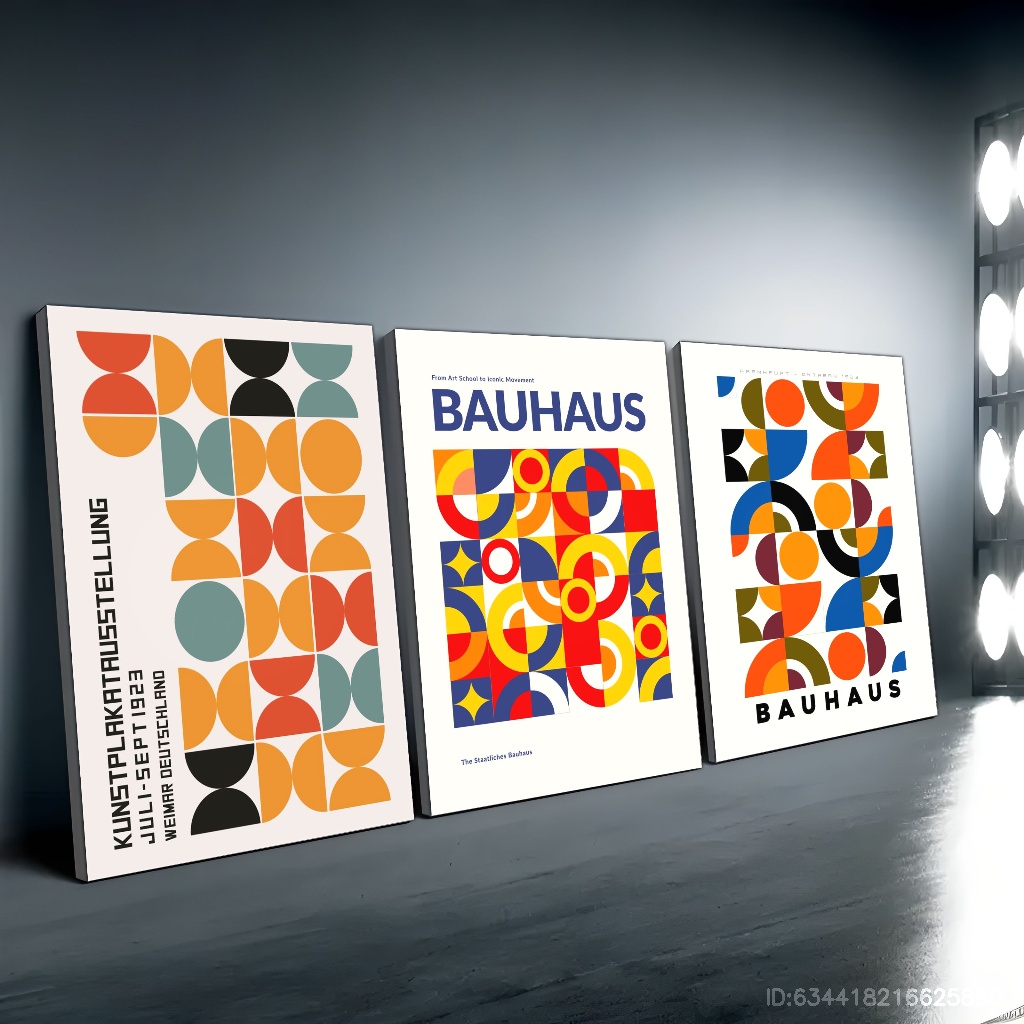 KUNSTPLAKATAUSSTELLUNG
JULI-SEPT 1923
WEIMAR DEUTSCHLAND
From Art School to Iconic Movement
BAUHAUS
The Staatliches Bauhaus
BAUHAUS